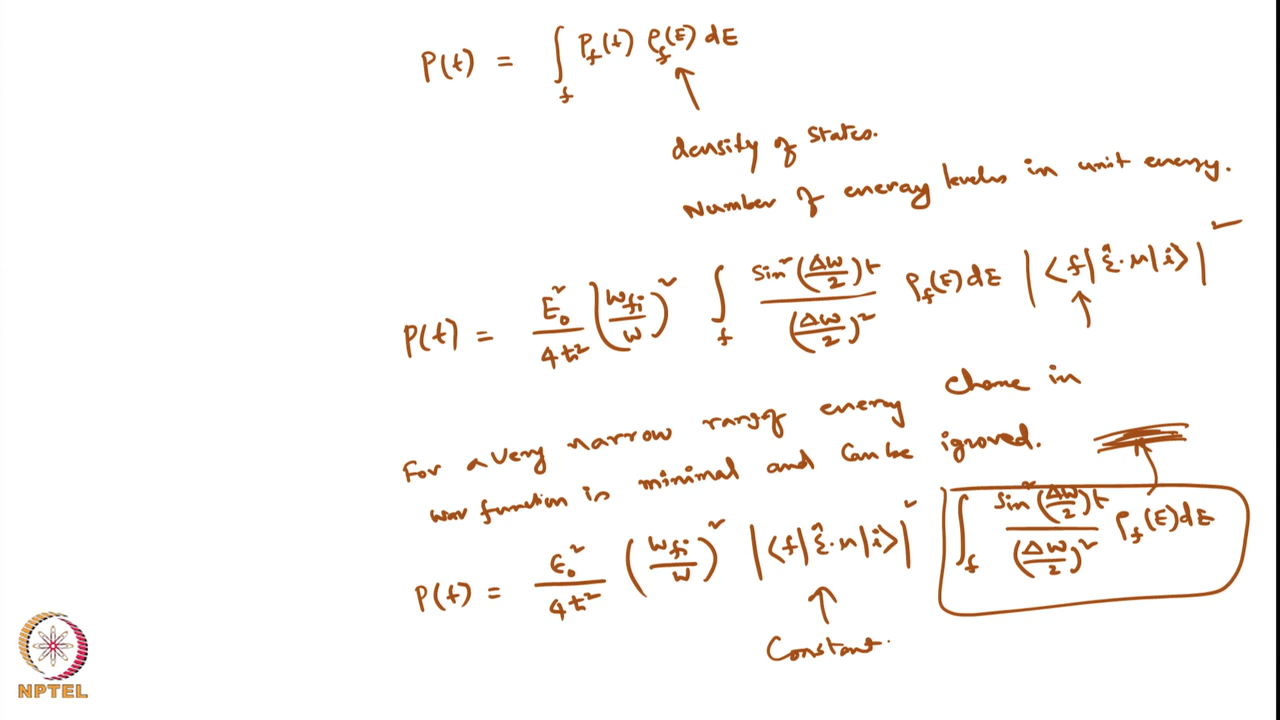 P(t) = ∫_f P_f(t) ρ_f(E) dE
density of states.
Number of energy levels in unit energy.
P(t) = E_0^2/4ħ^2 (ω_fi/ω)^2 ∫_f sin^2(Δω/2)t/(Δω/2)^2 ρ_f(E)dE |<f|ε̂·μ|i>|^2
For a very narrow range of energy change in
wav function is minimal and can be ignored.
P(t) = ε_0^2/4ħ^2 (ω_fi/ω)^2 |<f|ε̂·μ|i>|^2 ∫_f sin^2(Δω/2)t/(Δω/2)^2 ρ_f(E)dE
Constant.
NPTEL